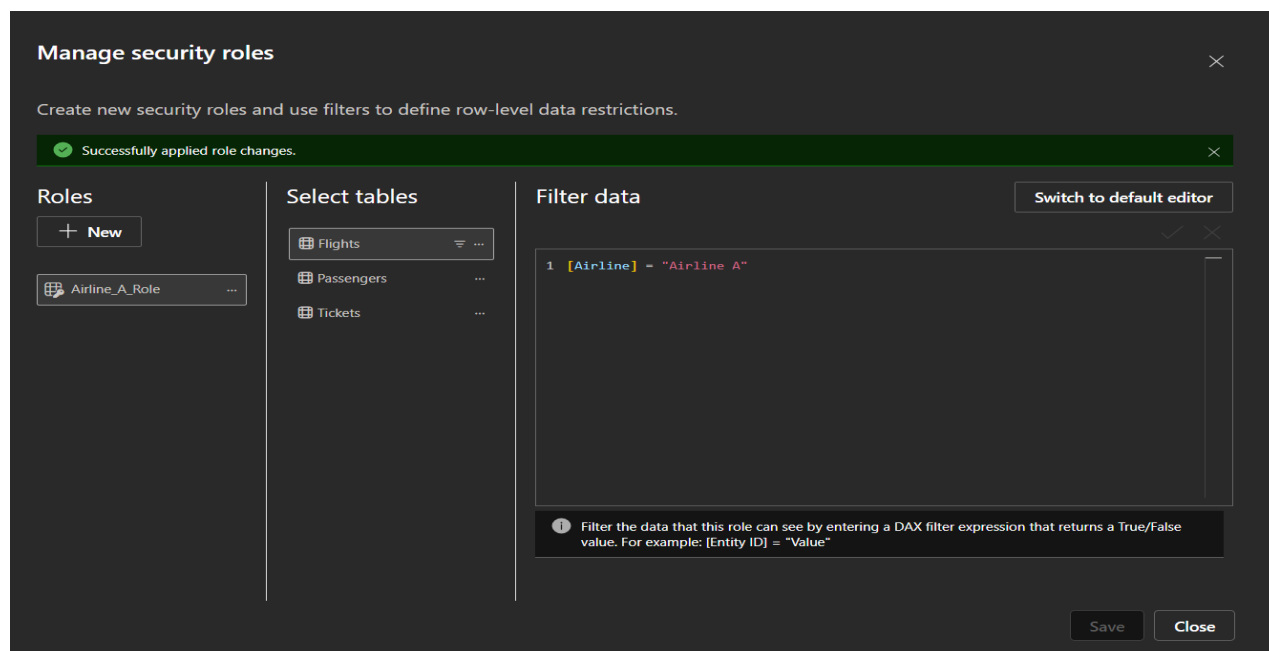 Manage security roles
Create new security roles and use filters to define row-level data restrictions.
Successfully applied role changes.
Roles
New
Airline_A_Role
Select tables
Flights
Passengers
Tickets
Filter data
Switch to default editor
1 [Airline] = "Airline A"
Filter the data that this role can see by entering a DAX filter expression that returns a True/False
value. For example: [Entity ID] = "Value"
Save
Close